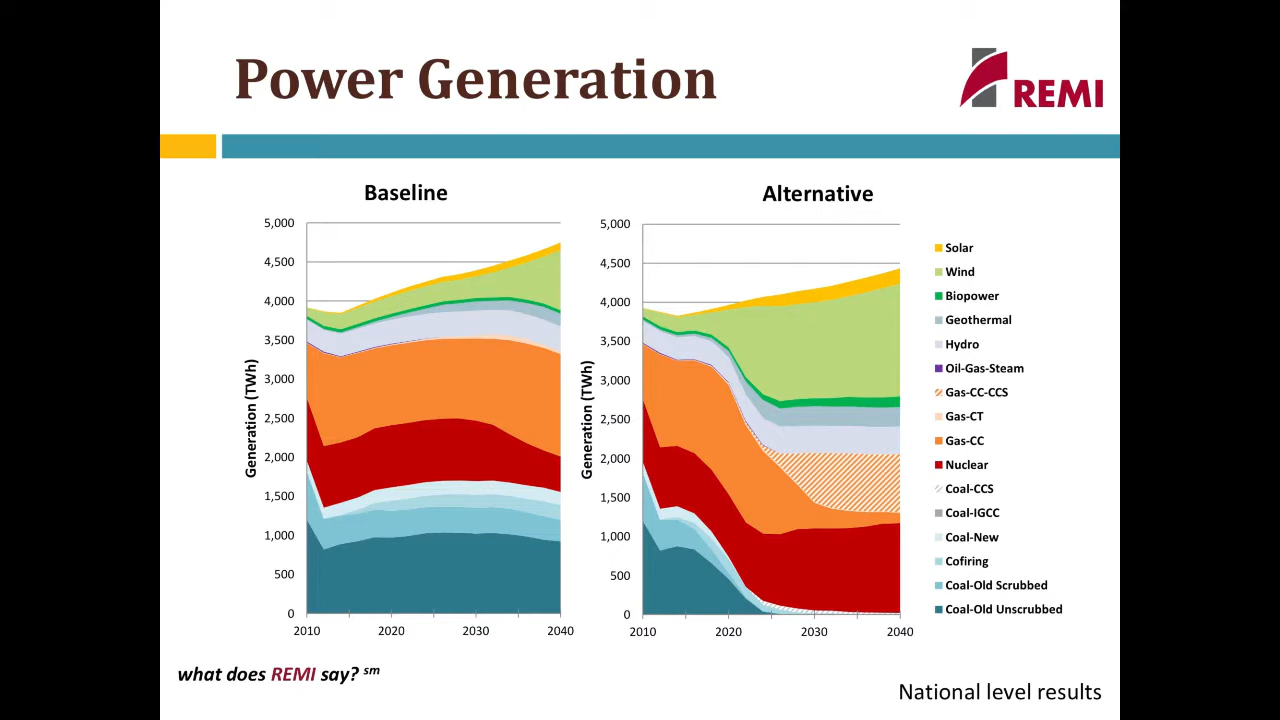 Power Generation
REMI
Baseline
Alternative
Generation (TWh)
5,000
4,500
4,000
3,500
3,000
2,500
2,000
1,500
1,000
500
0
2010 2020 2030 2040
Generation (TWh)
5,000
4,500
4,000
3,500
3,000
2,500
2,000
1,500
1,000
500
0
2010 2020 2030 2040
Solar
Wind
Biopower
Geothermal
Hydro
Oil-Gas-Steam
Gas-CC-CCS
Gas-CT
Gas-CC
Nuclear
Coal-CCS
Coal-IGCC
Coal-New
Cofiring
Coal-Old Scrubbed
Coal-Old Unscrubbed
what does REMI say? sm
National level results